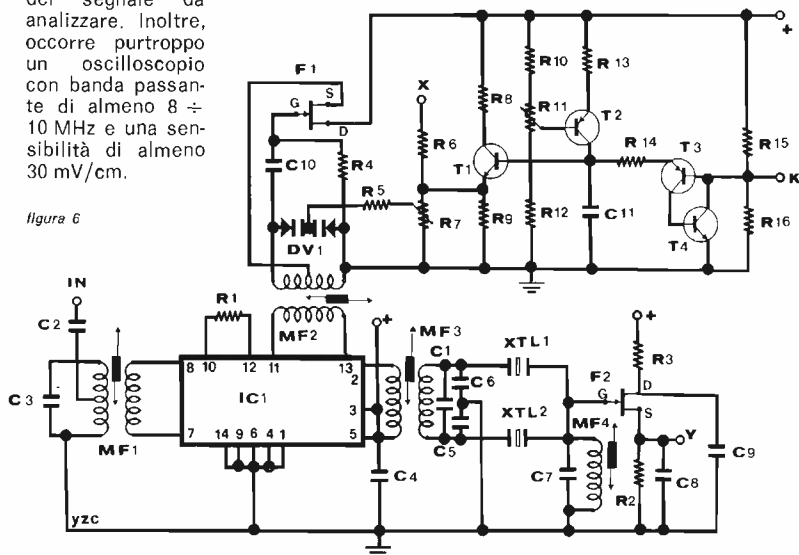 del segnale da
analizzare. Inoltre,
occorre purtroppo
un oscilloscopio
con banda passan-
te di almeno 8 ÷
10 MHz e una sen-
sibilità di almeno
30 mV/cm.
figura 6
F1
G
S
D
C10
R4
R5
DV1
X
R6
R7
R8
T1
R9
R10
R11
R12
R13
T2
C11
R14
T3
T4
R15
R16
+
K
IN
C2
C3
MF1
R1
MF2
8
10
12
11
13
2
3
5
7
14
9
6
4
1
IC1
+
MF3
C1
C6
C5
C4
XTL1
XTL2
F2
G
D
S
MF4
C7
R2
+
R3
Y
C8
C9
yzc